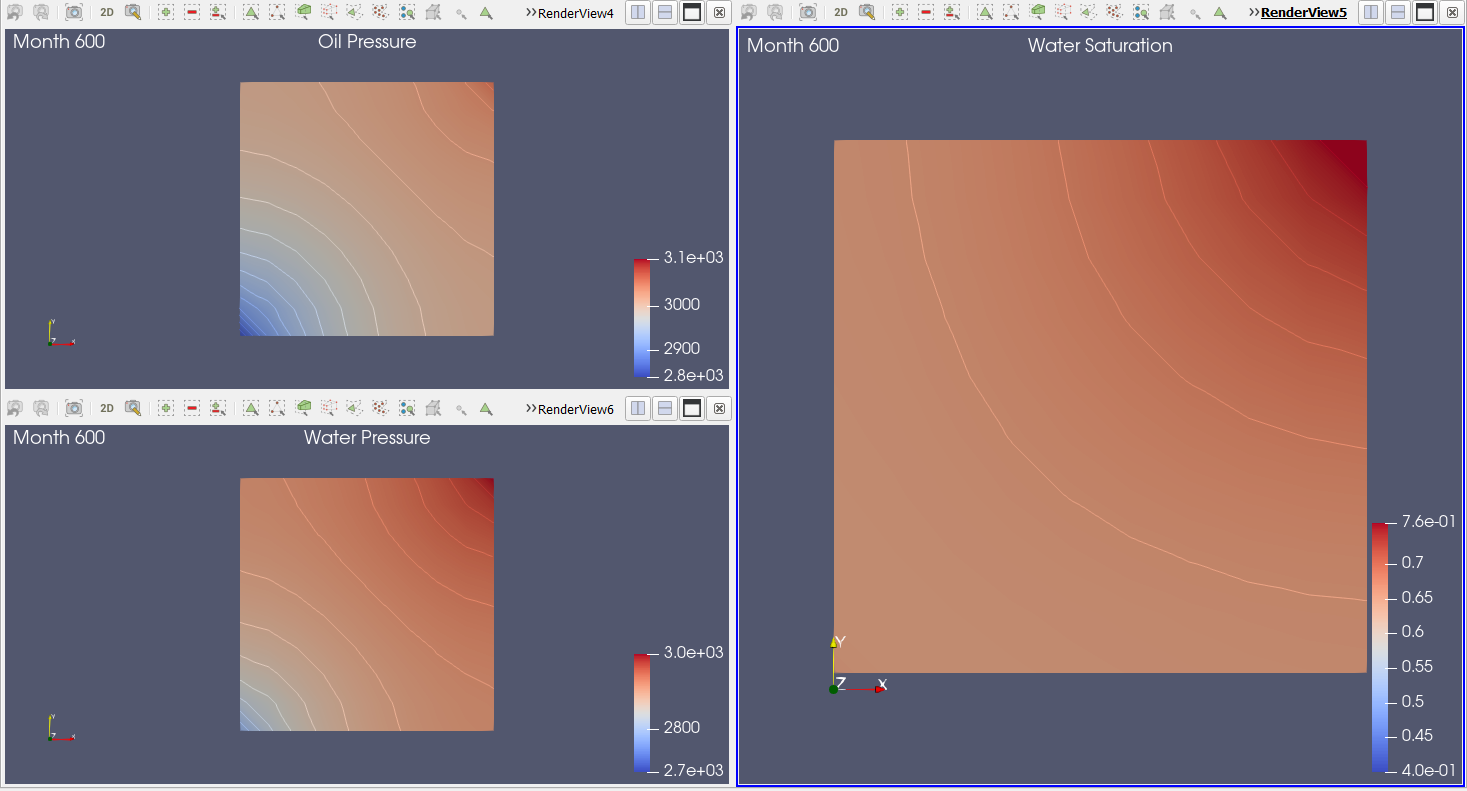 2D
RenderView4
Month 600
Oil Pressure
3.1e+03
3000
2900
2.8e+03
Y
Z
X
2D
RenderView6
Month 600
Water Pressure
3.0e+03
2800
2.7e+03
Y
Z
X
2D
RenderView5
Month 600
Water Saturation
7.6e-01
0.7
0.65
0.6
0.55
0.5
0.45
4.0e-01
Y
Z
X